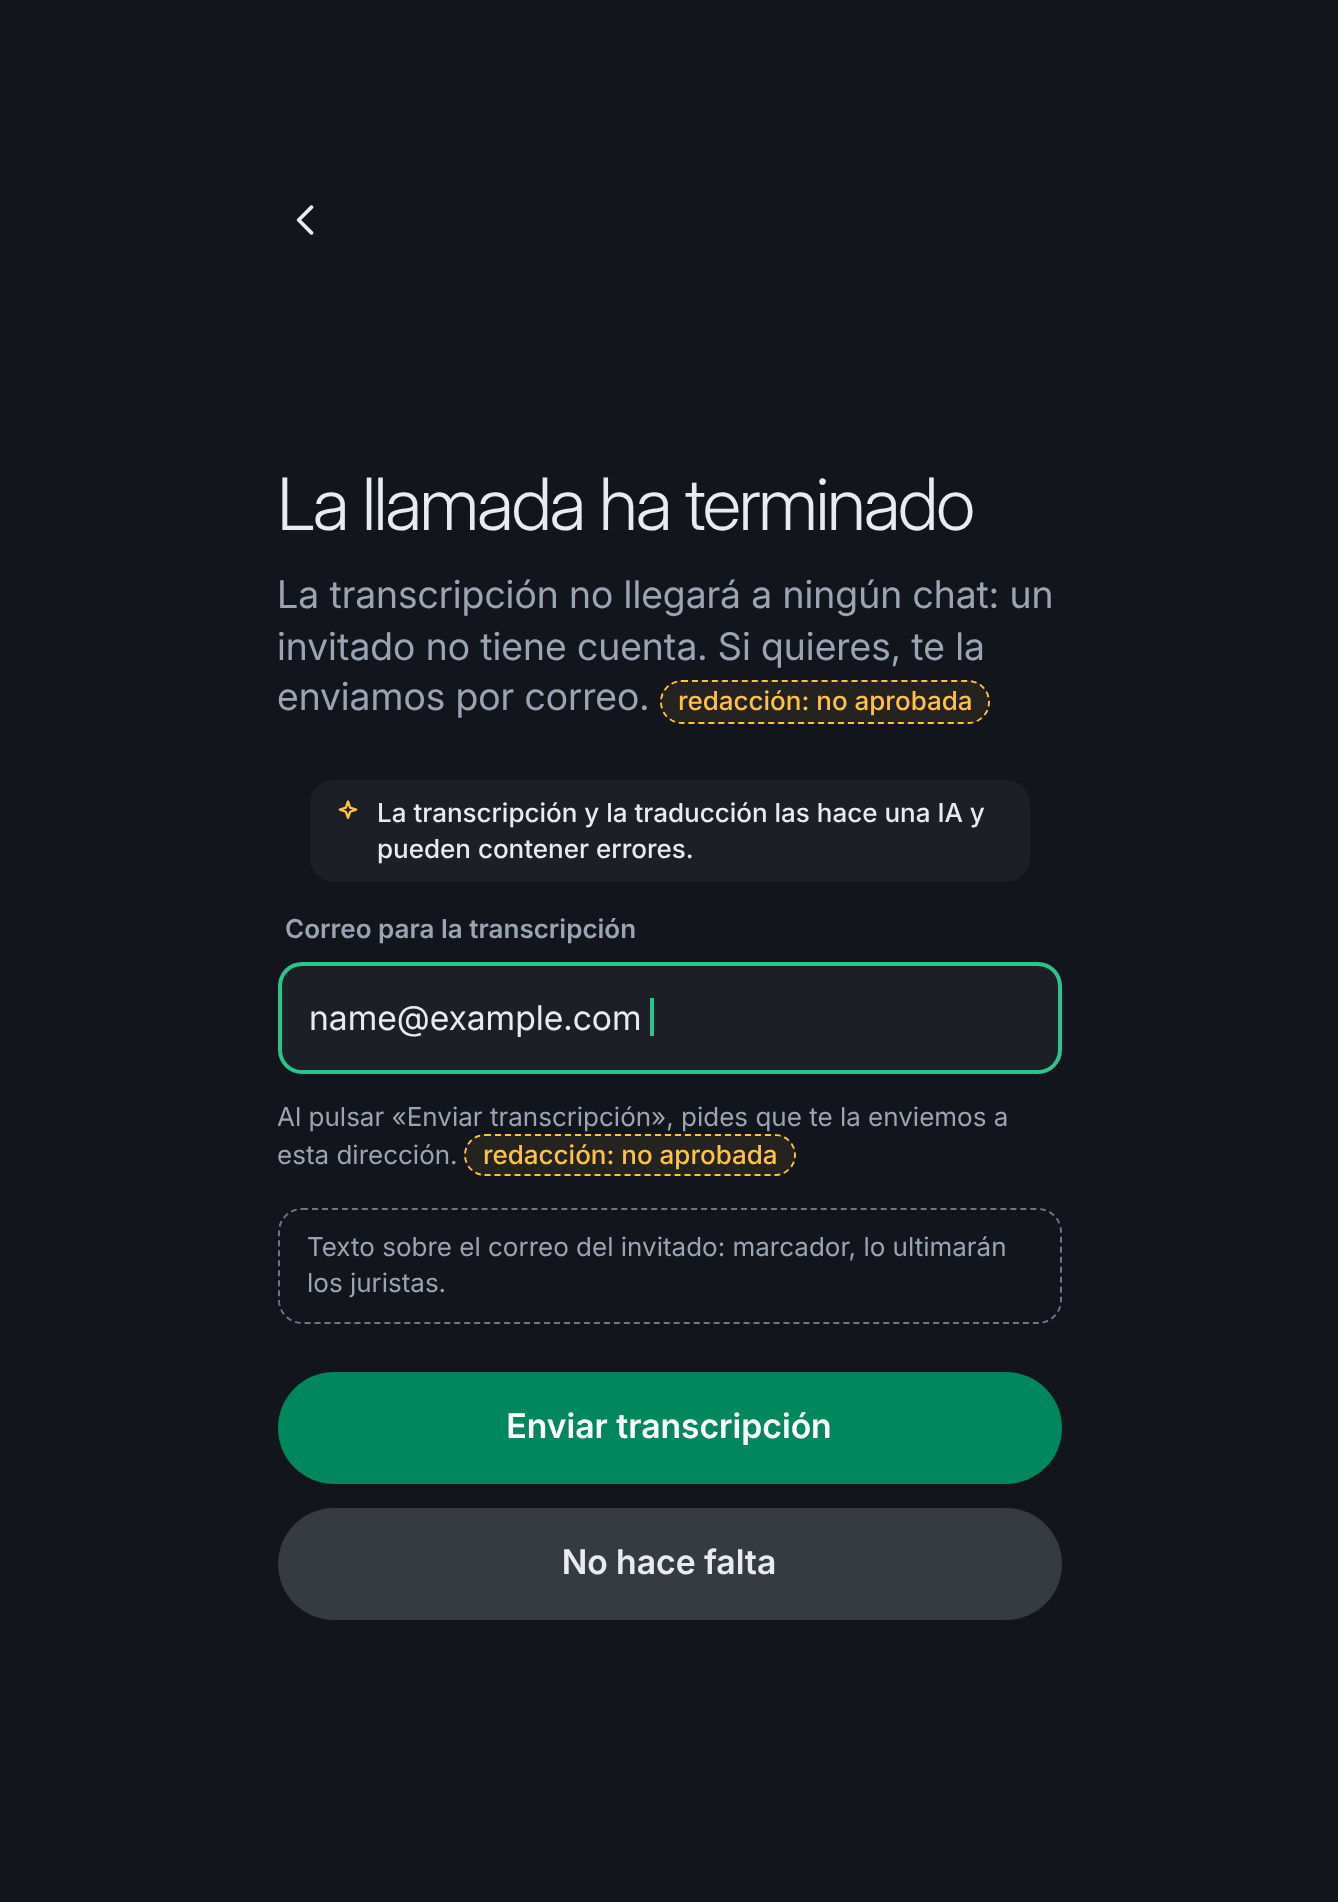 La llamada ha terminado
La transcripción no llegará a ningún chat: un
invitado no tiene cuenta. Si quieres, te la
enviamos por correo. redacción: no aprobada
La transcripción y la traducción las hace una IA y
pueden contener errores.
Correo para la transcripción
name@example.com
Al pulsar «Enviar transcripción», pides que te la enviemos a
esta dirección. redacción: no aprobada
Texto sobre el correo del invitado: marcador, lo ultimarán
los juristas.
Enviar transcripción
No hace falta